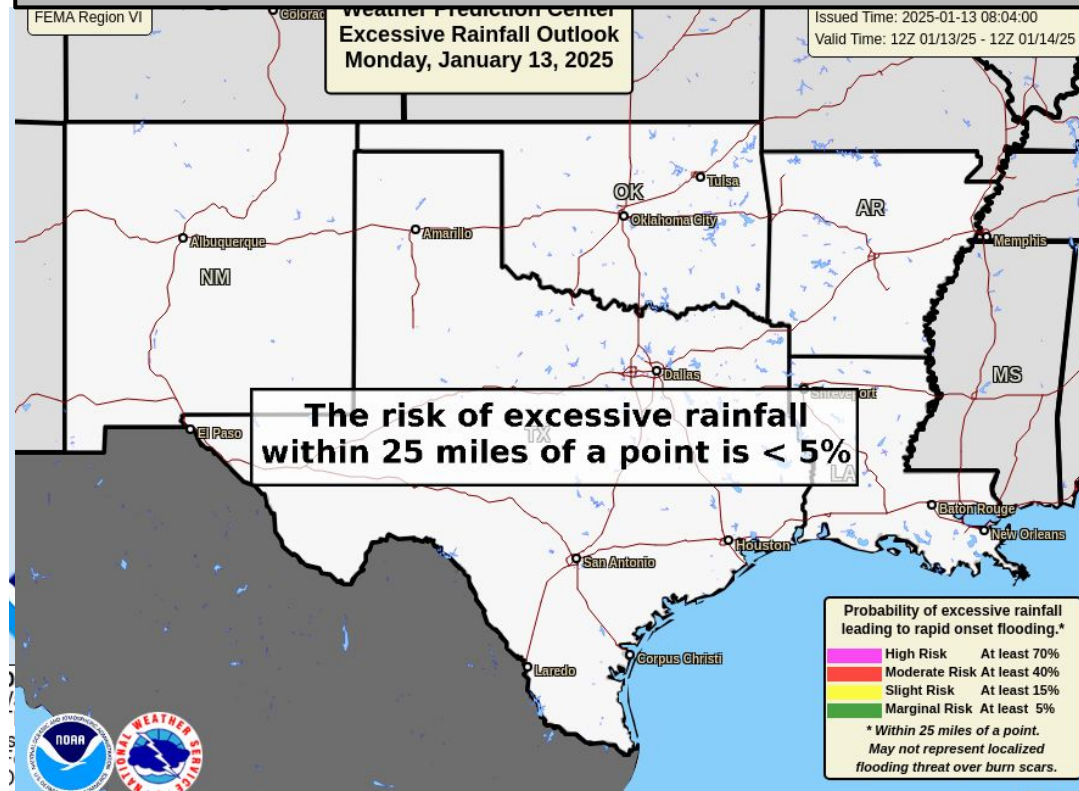 FEMA Region VI
Weather Prediction Center
Excessive Rainfall Outlook
Monday, January 13, 2025
Issued Time: 2025-01-13 08:04:00
Valid Time: 12Z 01/13/25 - 12Z 01/14/25
Colorad
Tulsa
OK
Oklahoma City
AR
Albuquerque
Amarillo
Memphis
NM
Dallas
MS
Shreveport
The risk of excessive rainfall
El Paso
TX
within 25 miles of a point is < 5%
LA
Baton Rouge
New Orleans
Houston
San Antonio
Laredo
Corpus Christi
Probability of excessive rainfall
leading to rapid onset flooding.*
High Risk At least 70%
Moderate Risk At least 40%
Slight Risk At least 15%
Marginal Risk At least 5%
* Within 25 miles of a point.
May not represent localized
flooding threat over burn scars.
NOAA
NATIONAL WEATHER SERVICE